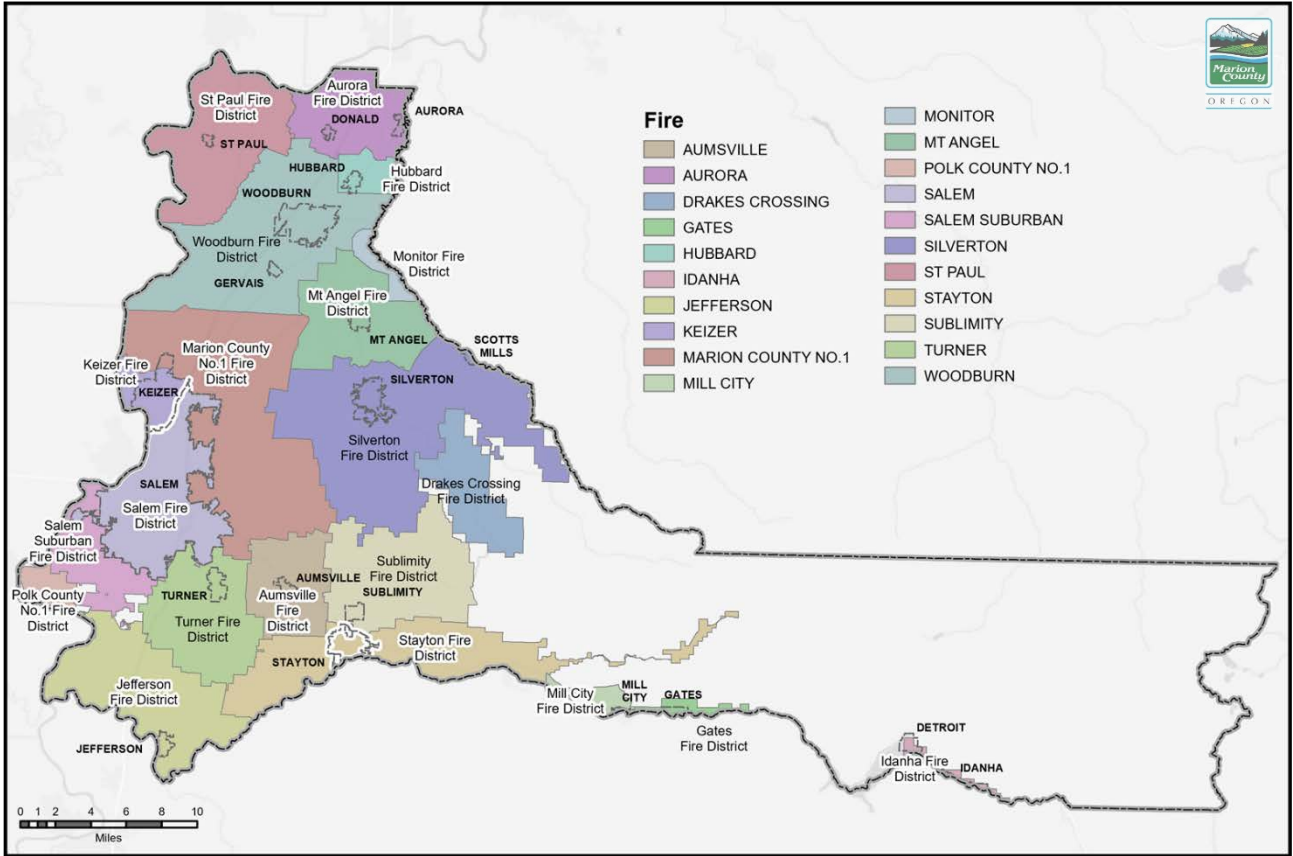 Marion
County
OREGON
St Paul Fire
District
Aurora
Fire District
DONALD
AURORA
ST PAUL
HUBBARD
Hubbard
Fire District
WOODBURN
Woodburn Fire
District
Monitor Fire
District
GERVAIS
Mt Angel Fire
District
MT ANGEL
SCOTTS
MILLS
Keizer Fire
District
Marion County
No.1 Fire
District
KEIZER
SILVERTON
Silverton
Fire District
Drakes Crossing
Fire District
SALEM
Salem Fire
District
Salem
Suburban
Fire District
Sublimity
Fire District
AUMSVILLE
SUBLIMITY
TURNER
Aumsville
Fire
District
Polk County
No.1 Fire
District
Turner Fire
District
Stayton Fire
District
STAYTON
Jefferson
Fire District
JEFFERSON
Mill City
Fire District
MILL
CITY
GATES
Gates
Fire District
DETROIT
Idanha Fire
District
IDANHA
Fire
AUMSVILLE
AURORA
DRAKES CROSSING
GATES
HUBBARD
IDANHA
JEFFERSON
KEIZER
MARION COUNTY NO.1
MILL CITY
MONITOR
MT ANGEL
POLK COUNTY NO.1
SALEM
SALEM SUBURBAN
SILVERTON
ST PAUL
STAYTON
SUBLIMITY
TURNER
WOODBURN
0 1 2 4 6 8 10
Miles